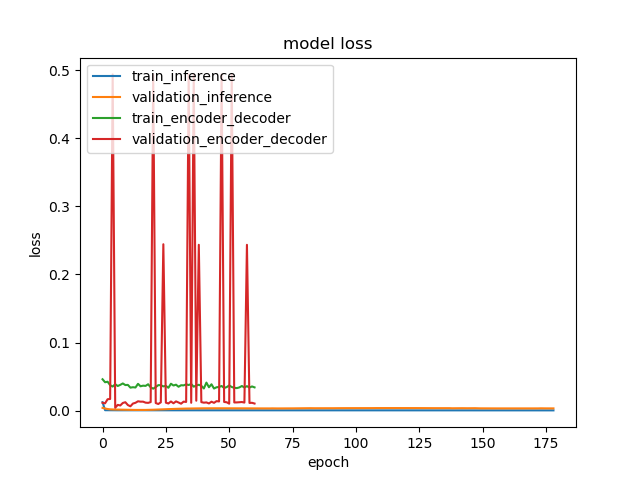 model loss
train_inference
validation_inference
train_encoder_decoder
validation_encoder_decoder
0.5
0.4
0.3
0.2
0.1
0.0
loss
0 25 50 75 100 125 150 175
epoch